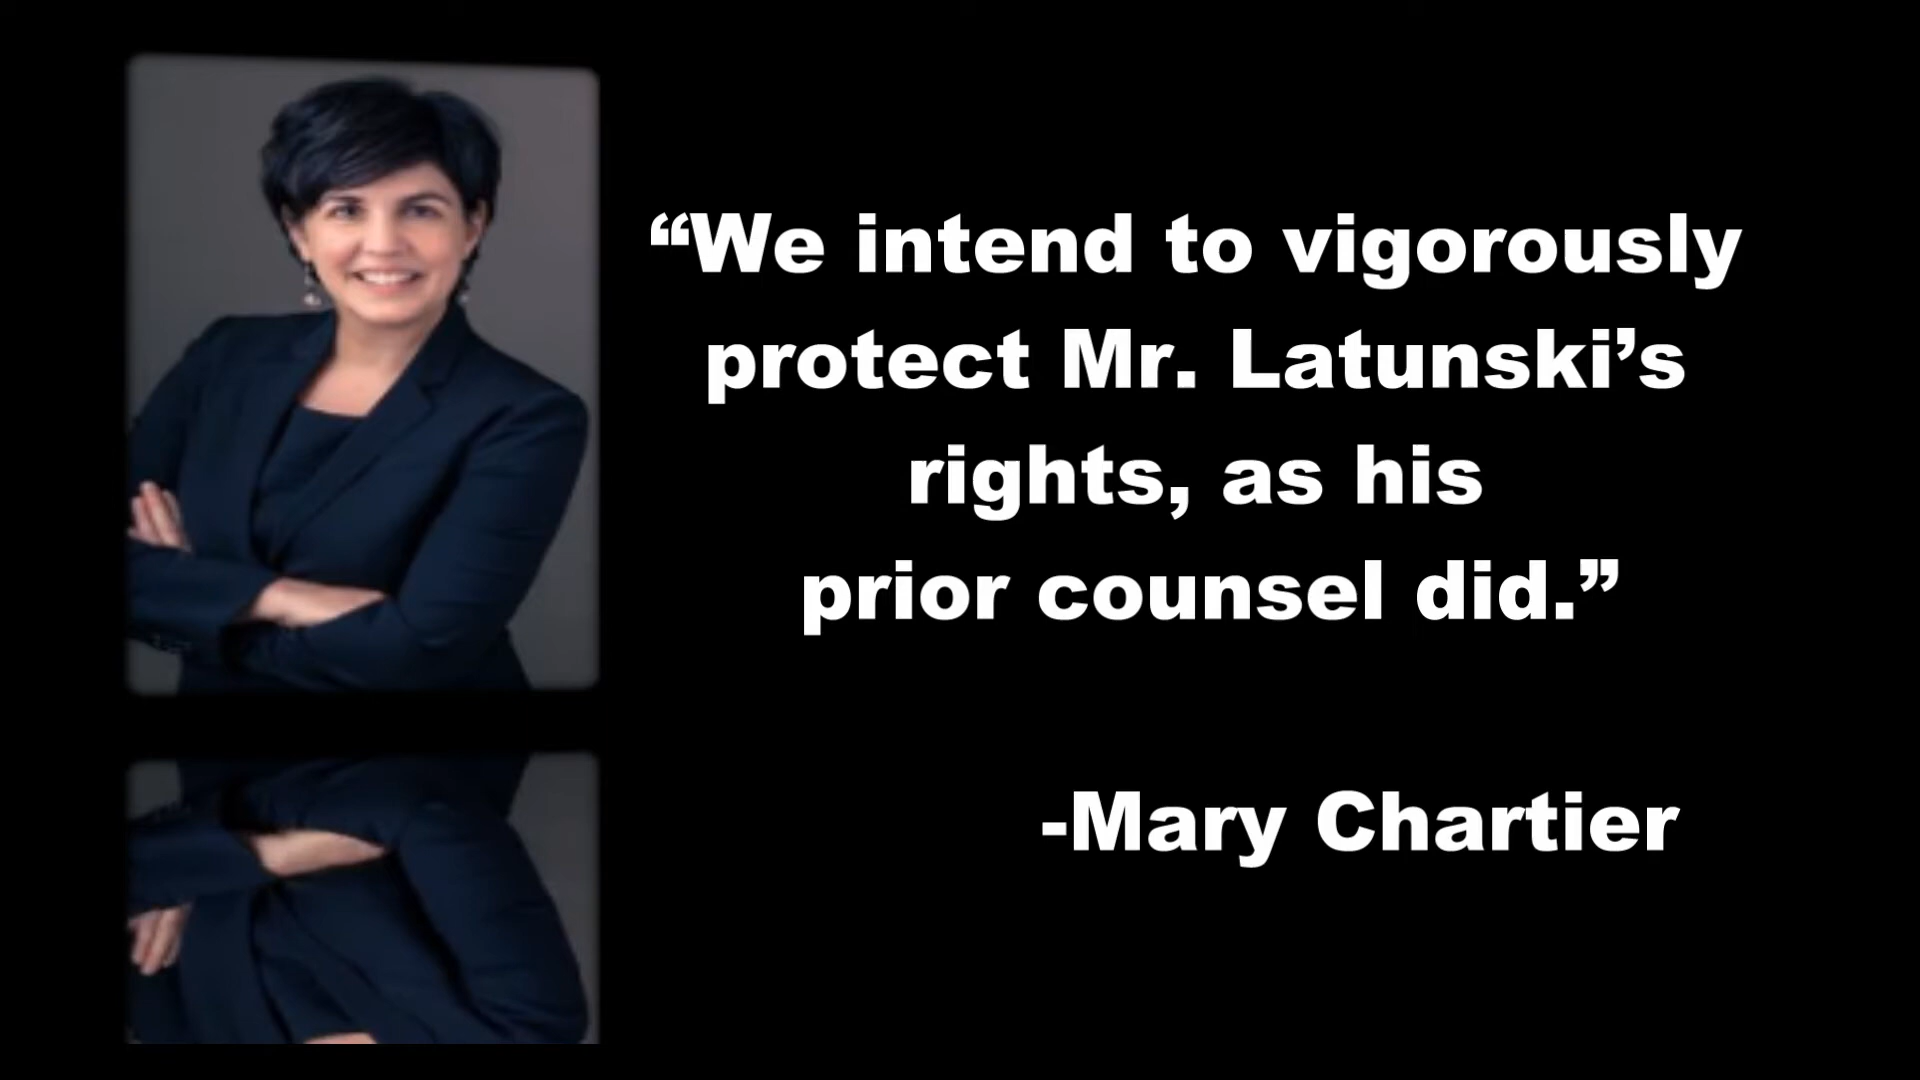 “We intend to vigorously
protect Mr. Latunski’s
rights, as his
prior counsel did.”
-Mary Chartier